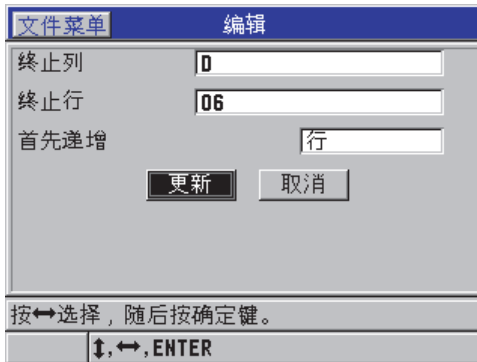 文件菜单 编辑
终止列 D
终止行 06
首先递增 行
更新 取消
按↔选择，随后按确定键。
↕,↔,ENTER